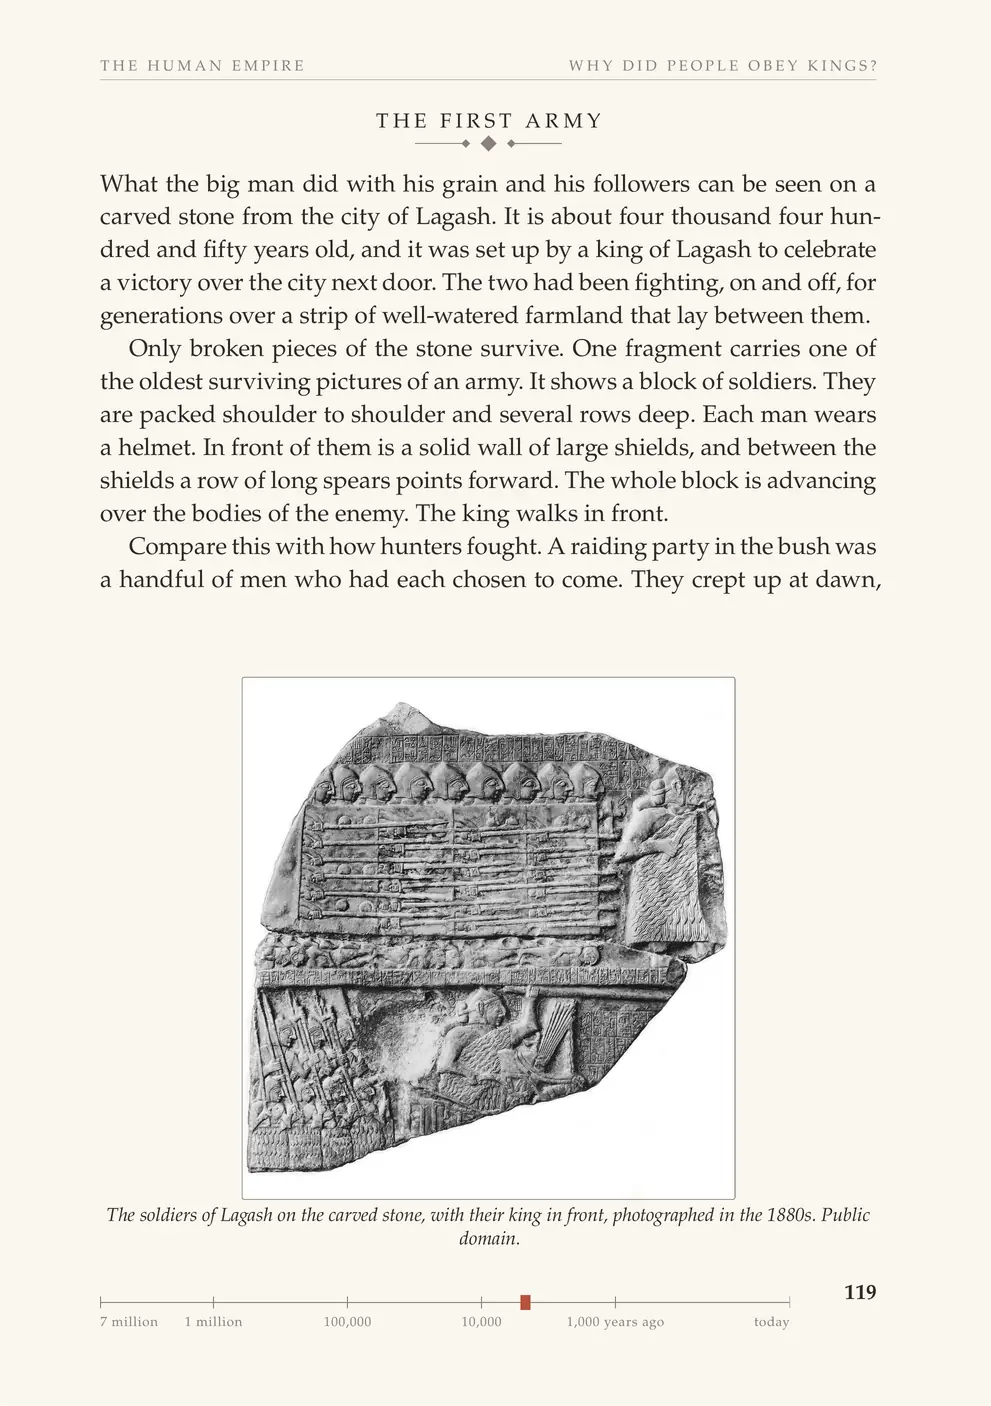 THE HUMAN EMPIRE
WHY DID PEOPLE OBEY KINGS?
THE FIRST ARMY
What the big man did with his grain and his followers can be seen on a
carved stone from the city of Lagash. It is about four thousand four hun-
dred and fifty years old, and it was set up by a king of Lagash to celebrate
a victory over the city next door. The two had been fighting, on and off, for
generations over a strip of well-watered farmland that lay between them.
Only broken pieces of the stone survive. One fragment carries one of
the oldest surviving pictures of an army. It shows a block of soldiers. They
are packed shoulder to shoulder and several rows deep. Each man wears
a helmet. In front of them is a solid wall of large shields, and between the
shields a row of long spears points forward. The whole block is advancing
over the bodies of the enemy. The king walks in front.
Compare this with how hunters fought. A raiding party in the bush was
a handful of men who had each chosen to come. They crept up at dawn,
The soldiers of Lagash on the carved stone, with their king in front, photographed in the 1880s. Public
domain.
119
7 million 1 million 100,000 10,000 1,000 years ago today